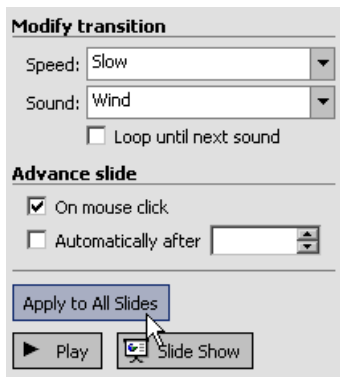 Modify transition
Speed: Slow
Sound: Wind
Loop until next sound
Advance slide
On mouse click
Automatically after
Apply to All Slides
Play Slide Show